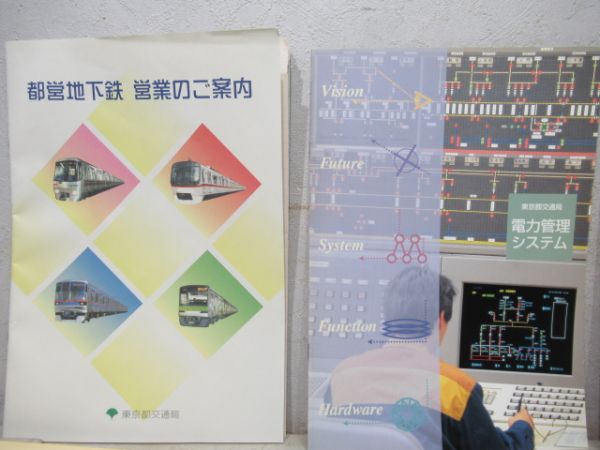 都営地下鉄 営業のご案内
東京都交通局
Vision
Future
System
Function
Hardware
東京都交通局
電力管理
システム